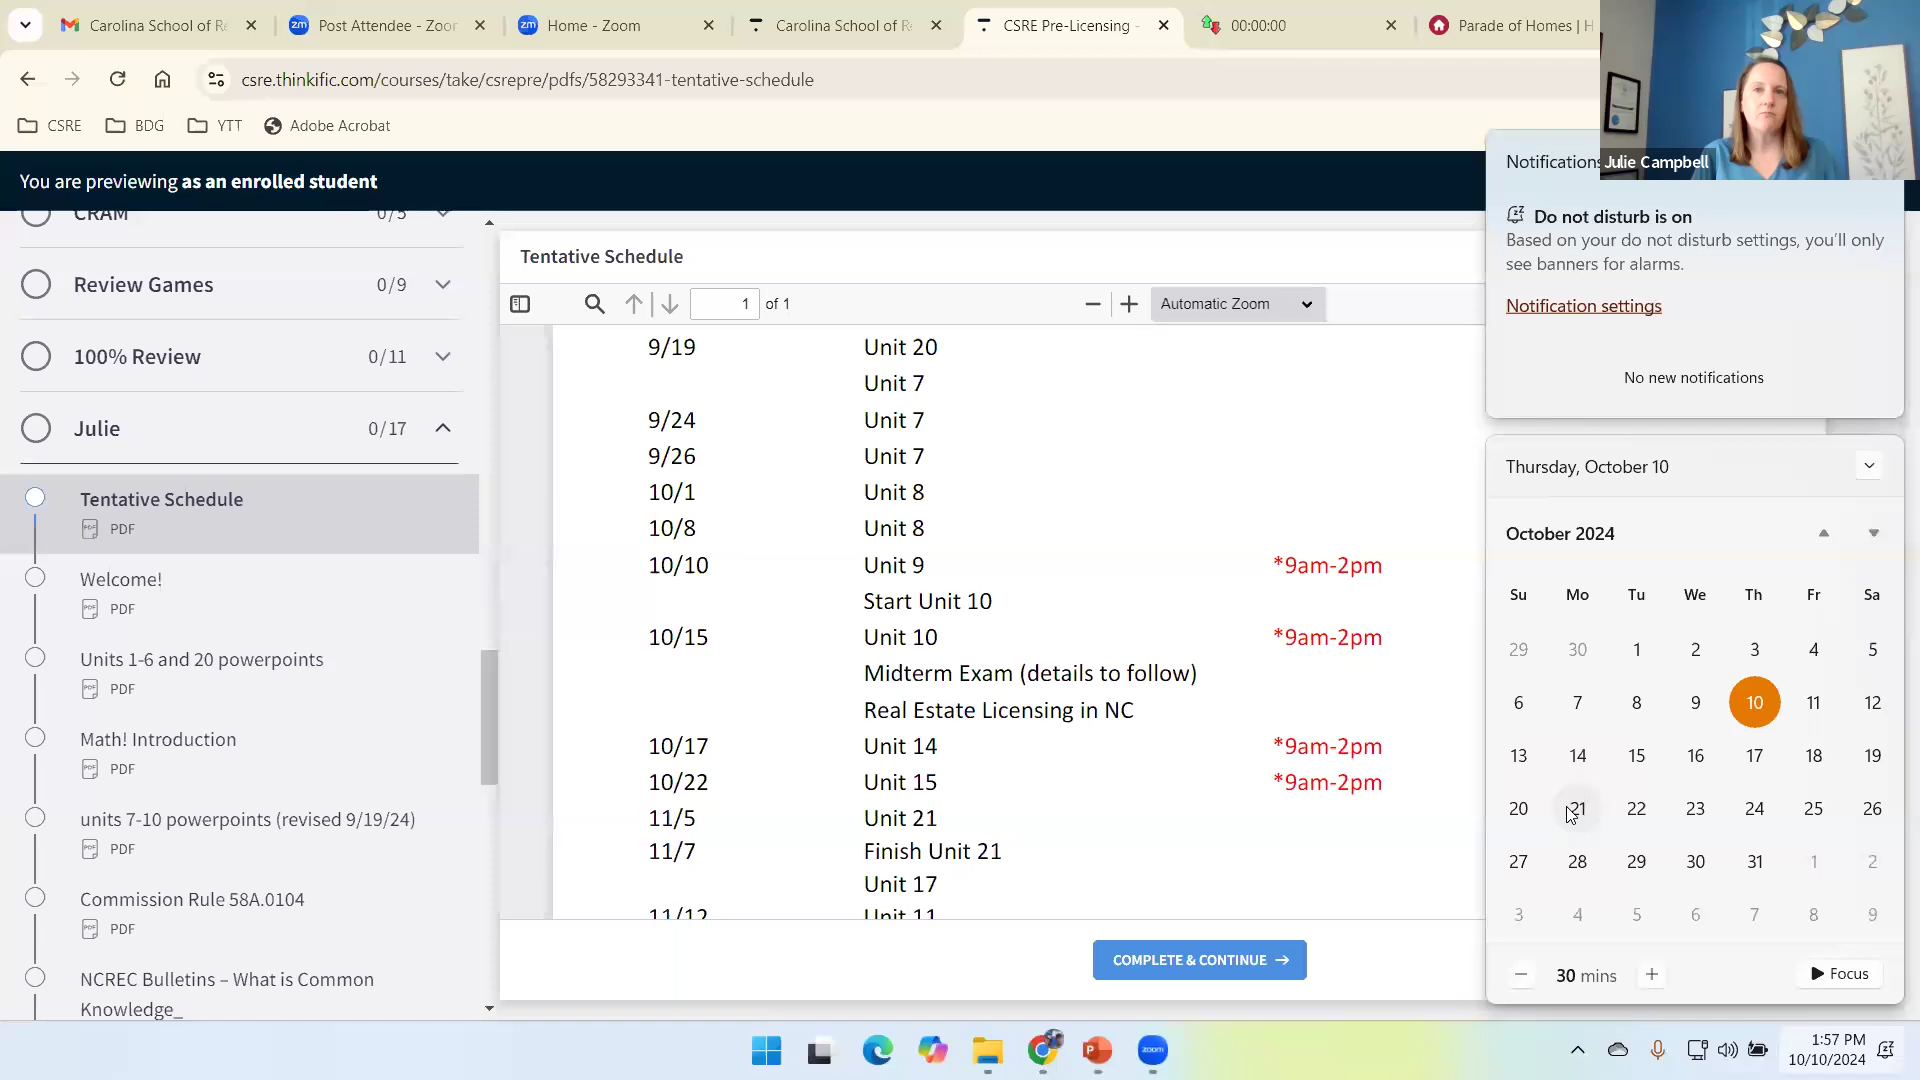 Carolina School of Re
Post Attendee - Zoor
Home - Zoom
Carolina School of Re
CSRE Pre-Licensing -
00:00:00
Parade of Homes | H
csre.thinkific.com/courses/take/csrepre/pdfs/58293341-tentative-schedule
CSRE
BDG
YTT
Adobe Acrobat
Julie Campbell
You are previewing as an enrolled student
CRAM 0/5
Review Games 0/9
100% Review 0/11
Julie 0/17
Tentative Schedule
PDF
Welcome!
PDF
Units 1-6 and 20 powerpoints
PDF
Math! Introduction
PDF
units 7-10 powerpoints (revised 9/19/24)
PDF
Commission Rule 58A.0104
PDF
NCREC Bulletins – What is Common
Knowledge_
Tentative Schedule
1 of 1
Automatic Zoom
9/19 Unit 20
Unit 7
9/24 Unit 7
9/26 Unit 7
10/1 Unit 8
10/8 Unit 8
10/10 Unit 9 *9am-2pm
Start Unit 10
10/15 Unit 10 *9am-2pm
Midterm Exam (details to follow)
Real Estate Licensing in NC
10/17 Unit 14 *9am-2pm
10/22 Unit 15 *9am-2pm
11/5 Unit 21
11/7 Finish Unit 21
Unit 17
11/12 Unit 11
COMPLETE & CONTINUE →
Notifications
Do not disturb is on
Based on your do not disturb settings, you'll only
see banners for alarms.
Notification settings
No new notifications
Thursday, October 10
October 2024
Su Mo Tu We Th Fr Sa
29 30 1 2 3 4 5
6 7 8 9 10 11 12
13 14 15 16 17 18 19
20 21 22 23 24 25 26
27 28 29 30 31 1 2
3 4 5 6 7 8 9
30 mins
Focus
zoom
1:57 PM
10/10/2024